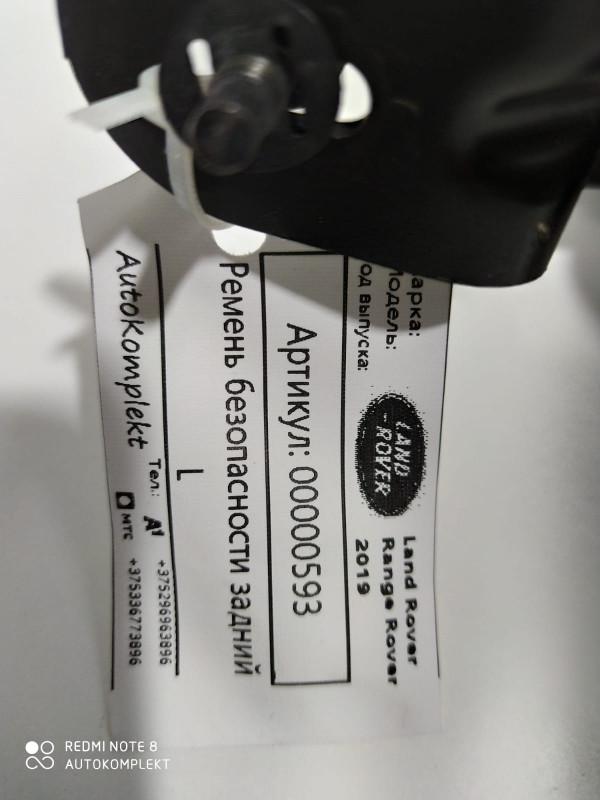 арка: Land Rover
одель: Range Rover
од выпуска: 2019
LAND
-ROVER
Артикул: 00000593
Ремень безопасности задний
L
AutoKomplekt Тел.: A1 +375296963896
МТС +375336773896
REDMI NOTE 8
AUTOKOMPLEKT